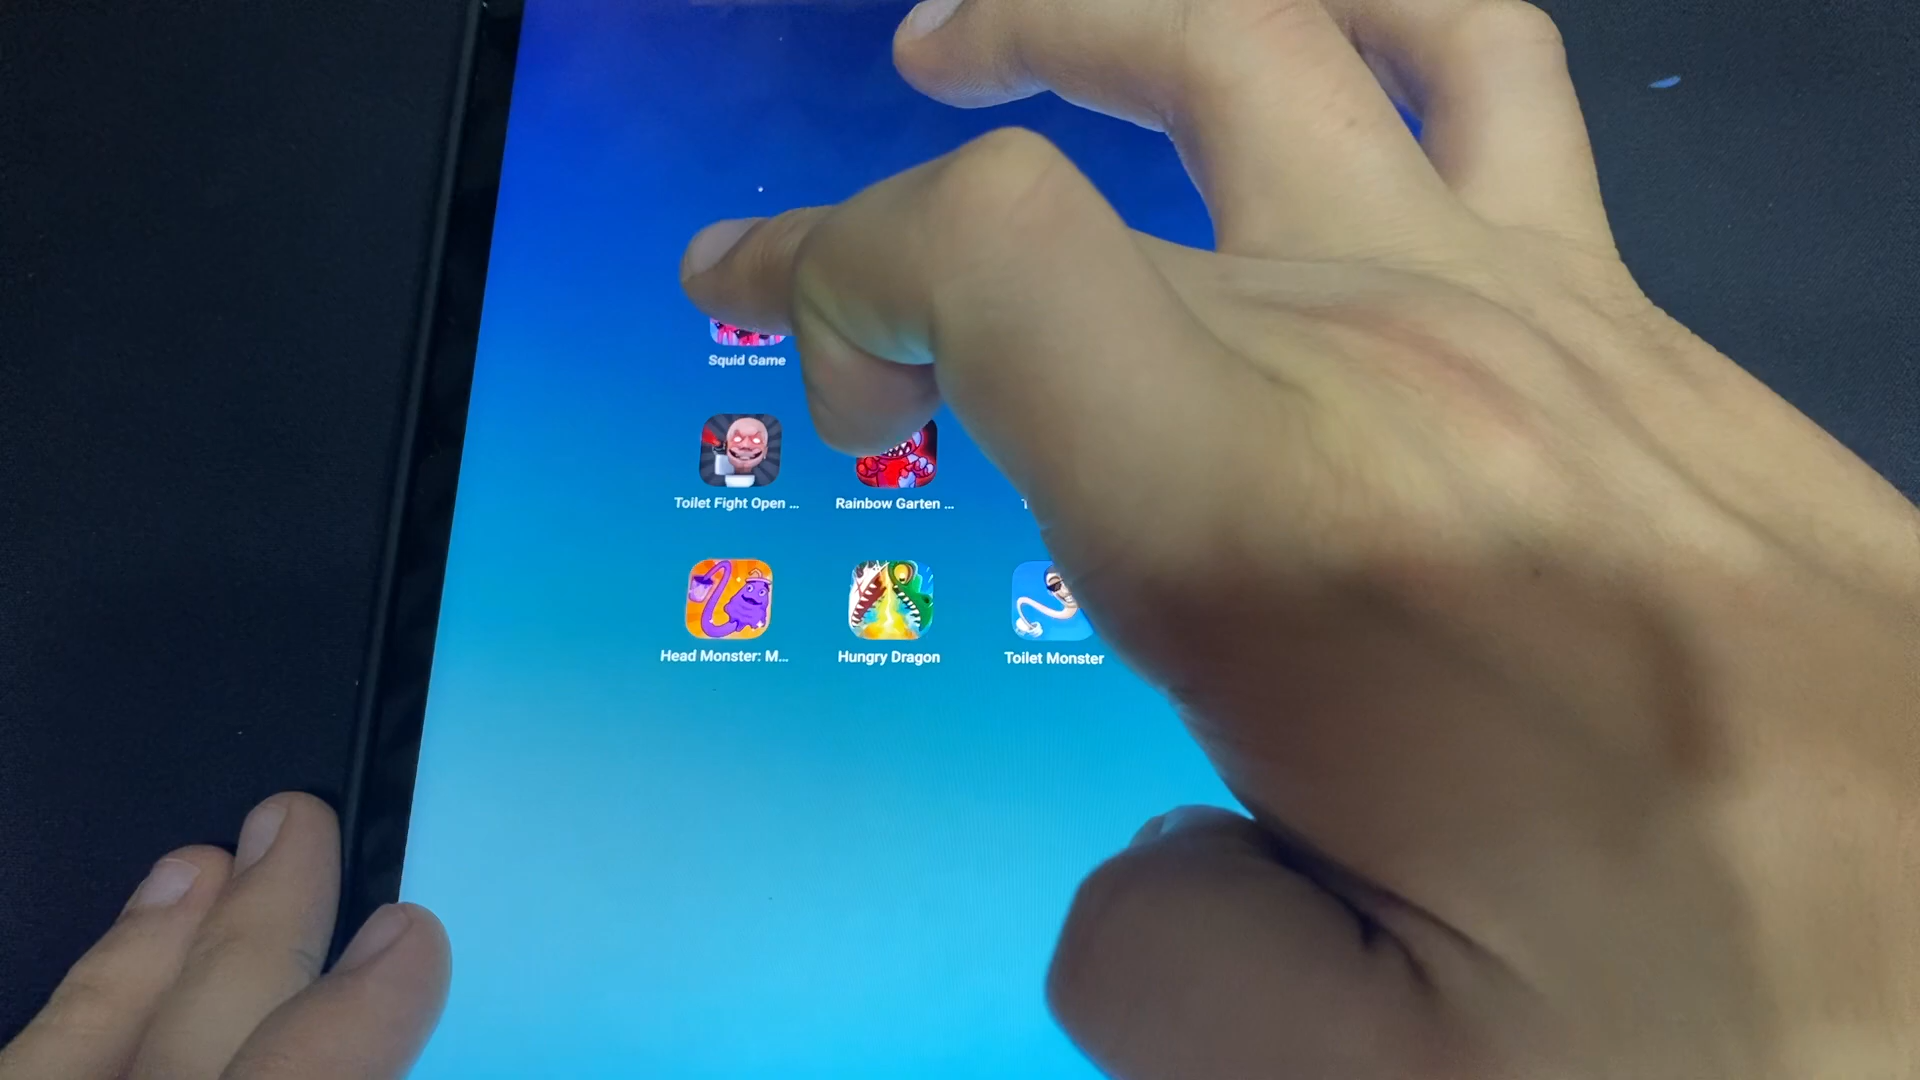 Squid Game
Toilet Fight Open ...
Rainbow Garten ...
Head Monster: M...
Hungry Dragon
Toilet Monster